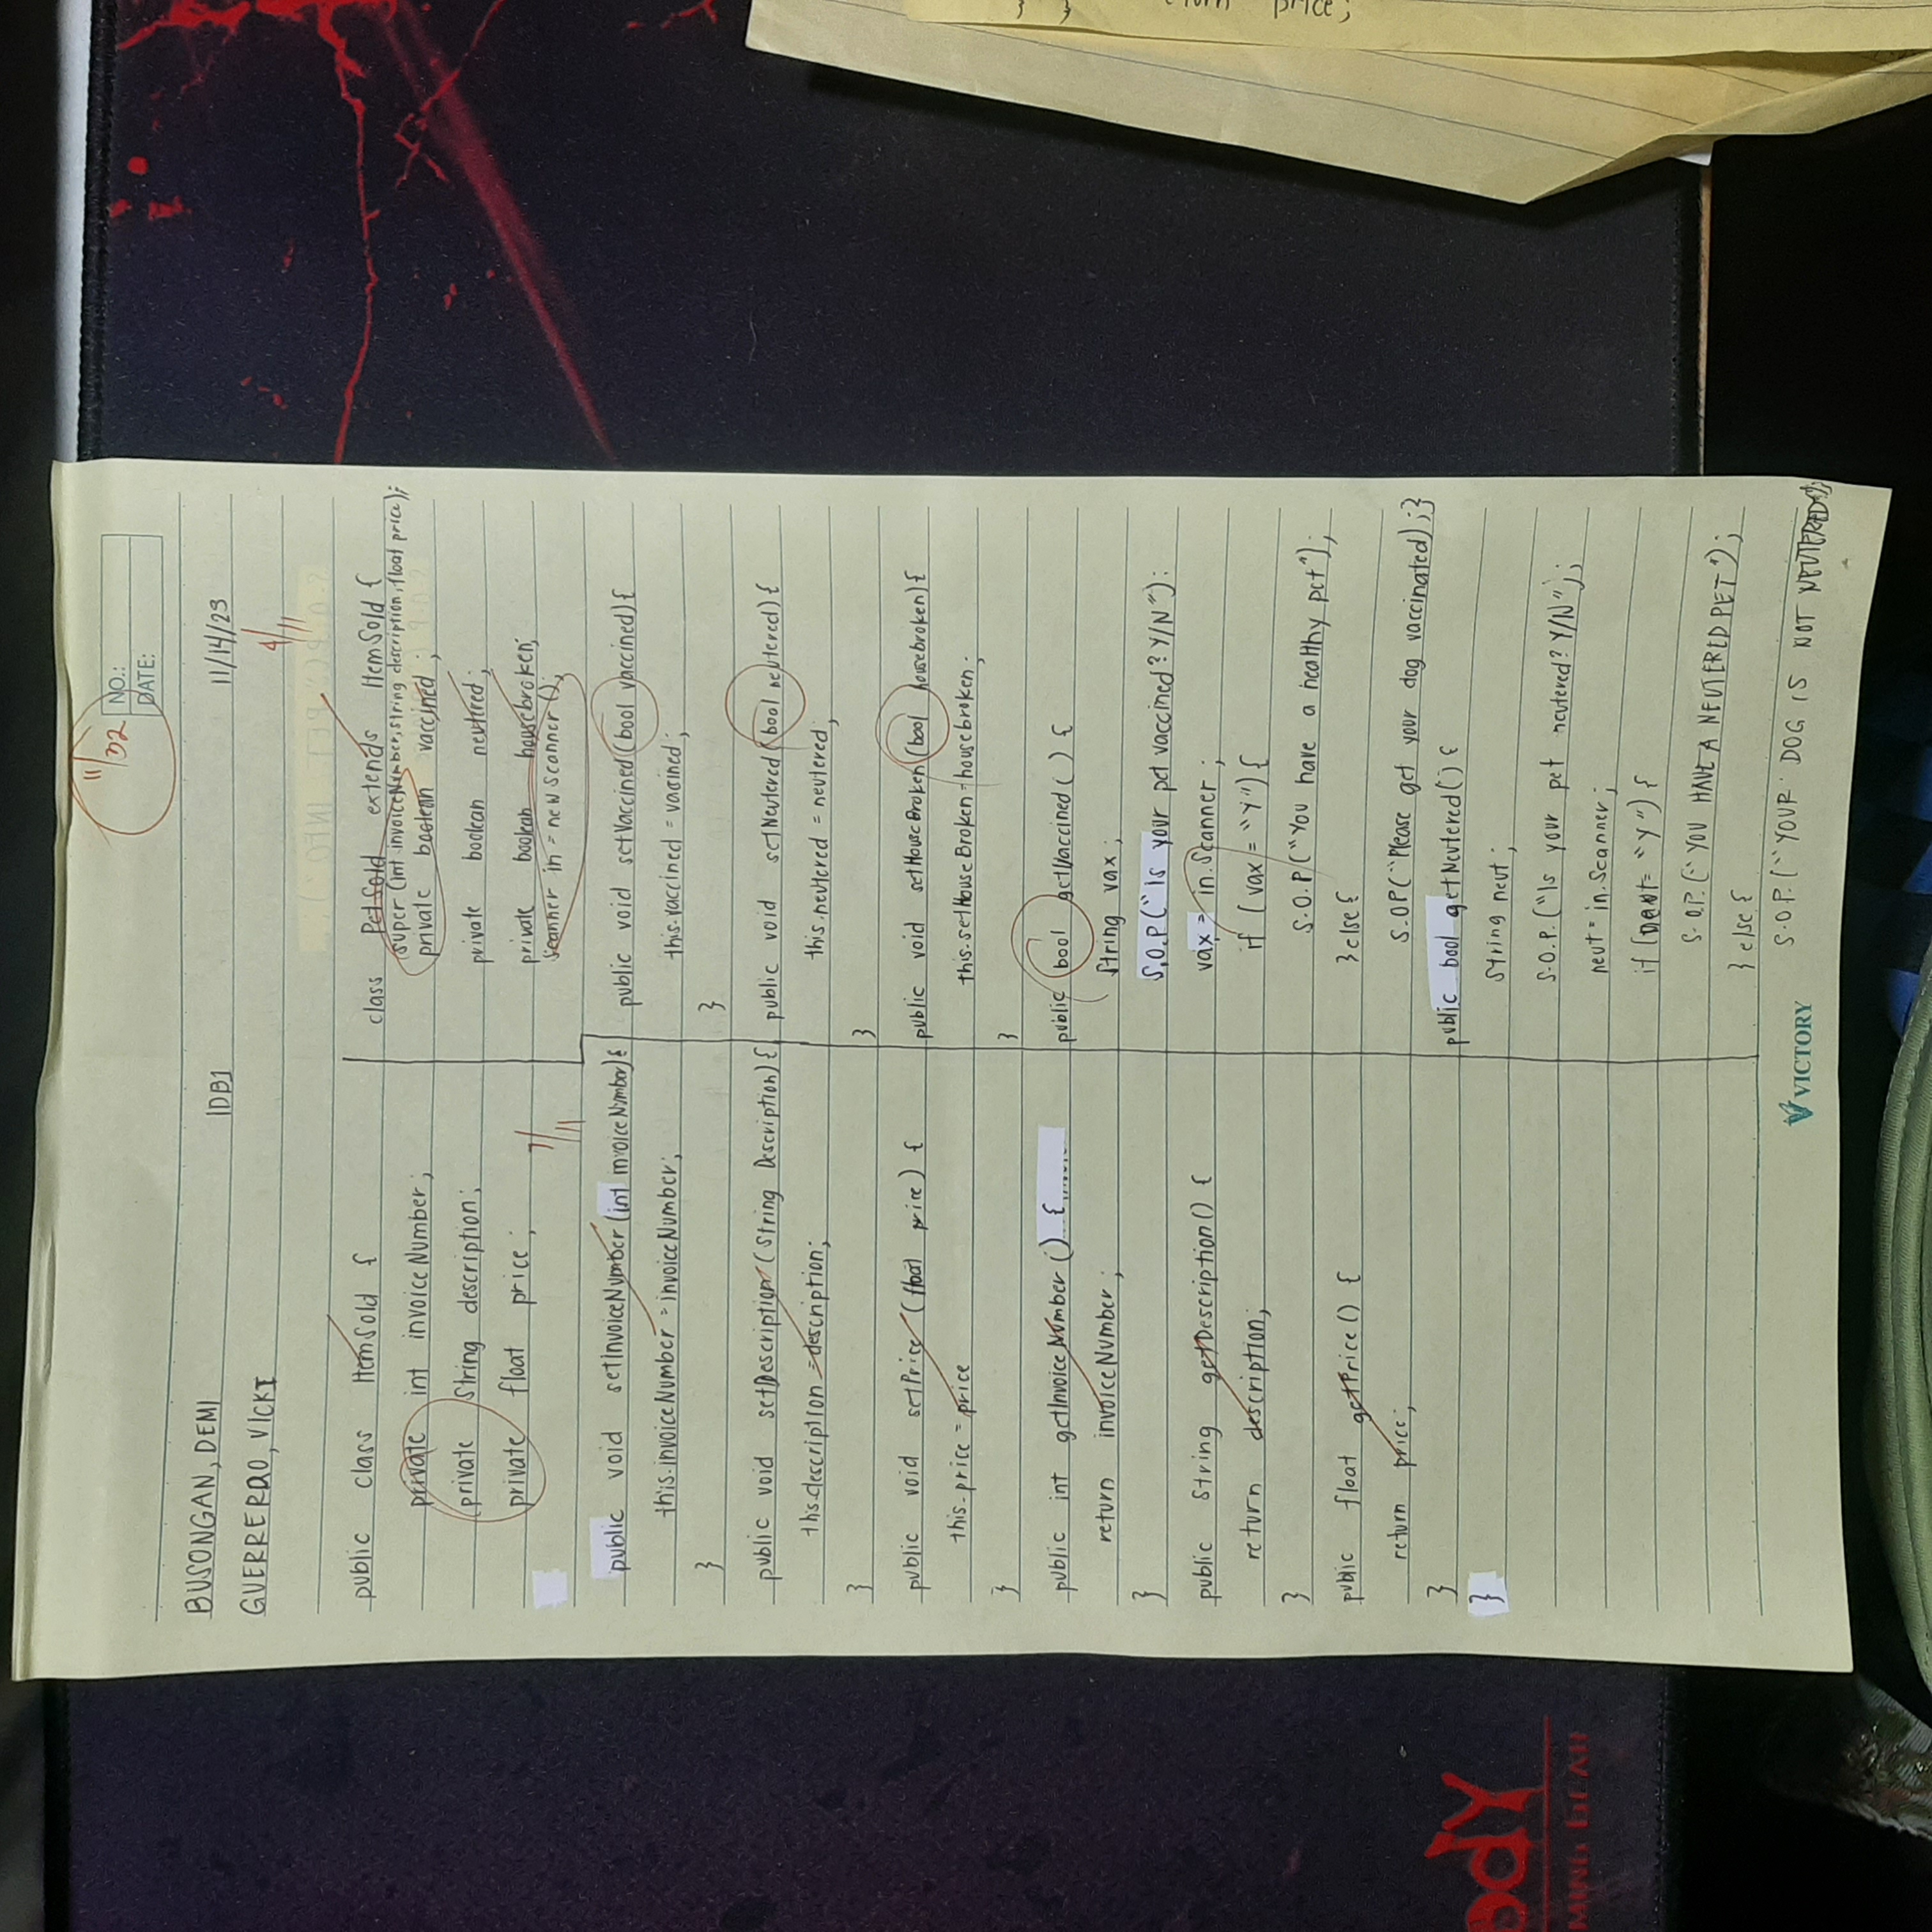 11/32
NO.:
DATE:
BUSONGAN, DEMI 1DB1 11/14/23
GUERRERO, VICKI
4/11
public class ItemSold {
private int invoiceNumber;
private String description;
private float price;
7/11
public void setInvoiceNumber (int invoiceNumber){
this.invoiceNumber = invoiceNumber;
}
public void setDescription (String Description){
this.description = description;
}
public void setPrice (float price) {
this.price = price
}
public int getInvoiceNumber () {
return invoiceNumber;
}
public String getDescription() {
return description;
}
public float getPrice() {
return price;
}
}
class PetSold extends ItemSold {
super (int invoiceNumber, string description, float price);
private boolean vaccined;
private boolean neutered;
private boolean housebroken;
Scanner in = new Scanner ();
public void setVaccined (bool vaccined){
this.vaccined = vacined;
}
public void setNeutered (bool neutered){
this.neutered = neutered;
}
public void setHouseBroken (bool housebroken){
this.setHouseBroken = housebroken;
}
public bool getVaccined ( ) {
String vax;
S.O.P ("Is your pet vaccined? Y/N"):
vax = in.Scanner ;
if (vax = "Y") {
S.O.P ("You have a healthy pet");
} else {
S.OP ("Please get your dog vaccinated) ; }
public bool getNeutered() {
String neut ;
S.O.P. ("Is your pet neutered? Y/N");
neut = in.Scanner;
if (neut = "Y") {
S.O.P. ("YOU HAVE A NEUTERED PET");
} else {
S.O.P. ("YOUR DOG IS NOT NEUTERED");
VICTORY
MING GEAR
price;